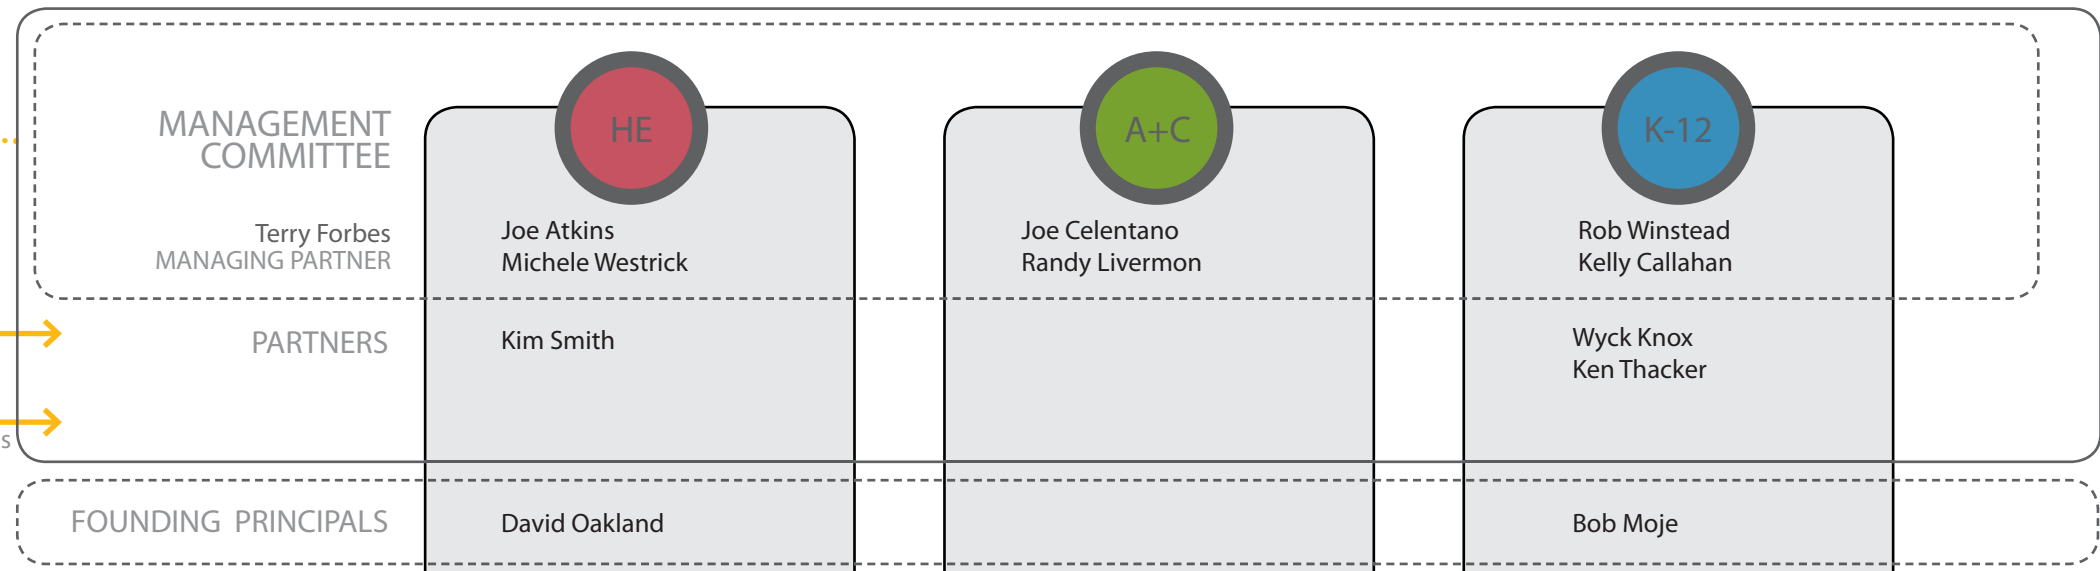 HE
A+C
K-12
MANAGEMENT
COMMITTEE
Terry Forbes
MANAGING PARTNER
Joe Atkins
Michele Westrick
Joe Celentano
Randy Livermon
Rob Winstead
Kelly Callahan
PARTNERS
Kim Smith
Wyck Knox
Ken Thacker
s
FOUNDING PRINCIPALS
David Oakland
Bob Moje